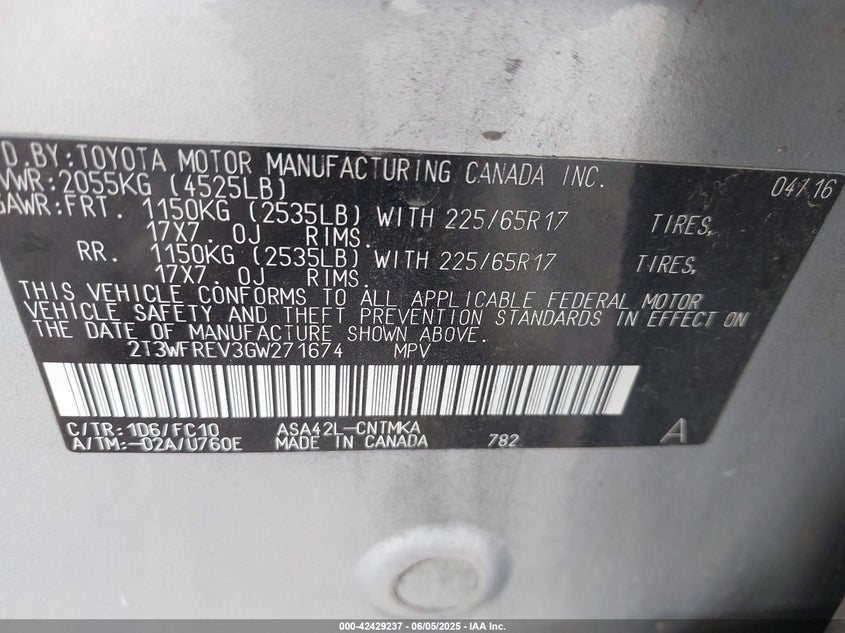 D.BY:TOYOTA MOTOR MANUFACTURING CANADA INC. 04/16
VWR:2055KG (4525LB)
GAWR:FRT. 1150KG (2535LB) WITH 225/65R17 TIRES,
17X7.0J RIMS.
RR. 1150KG (2535LB) WITH 225/65R17 TIRES,
17X7.0J RIMS.
THIS VEHICLE CONFORMS TO ALL APPLICABLE FEDERAL MOTOR
VEHICLE SAFETY AND THEFT PREVENTION STANDARDS IN EFFECT ON
THE DATE OF MANUFACTURE SHOWN ABOVE.
2T3WFREV3GW271674 MPV
C/TR:1D6/FC10 ASA42L-CNTMKA
A/TM:-02A/U760E MADE IN CANADA 782 A
000-42429237 - 06/05/2025 - IAA Inc.